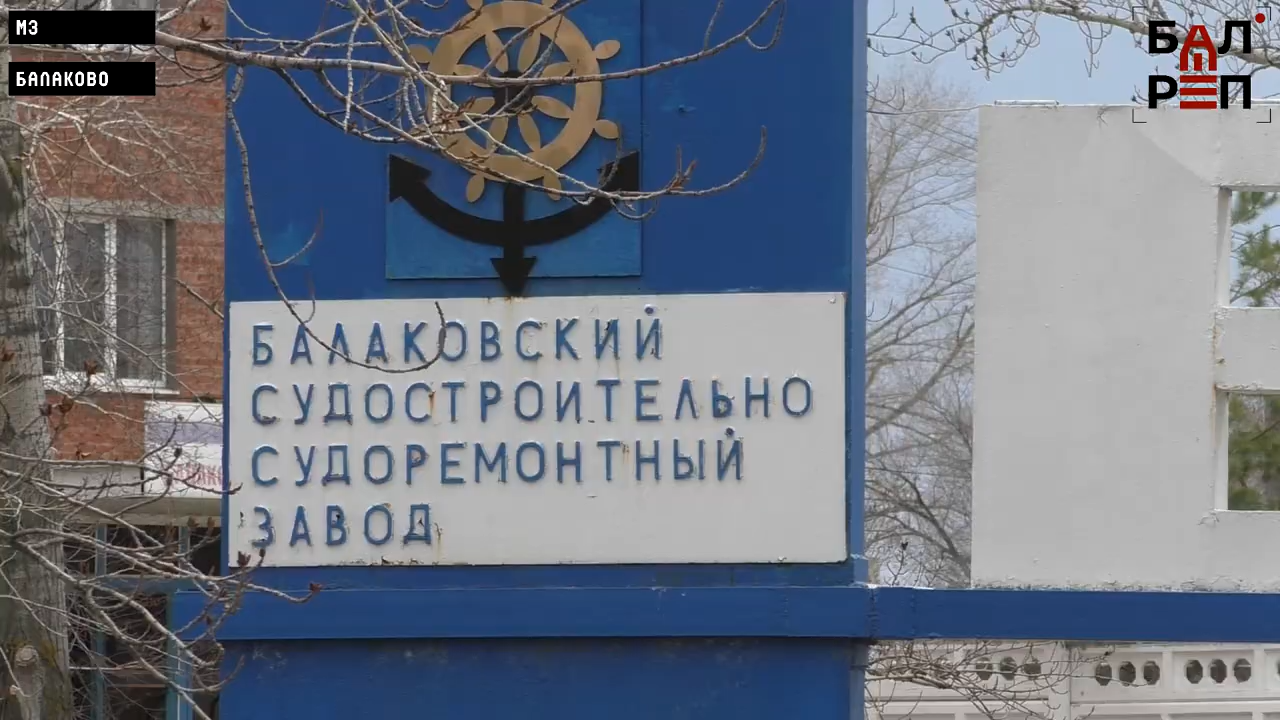 МЗ
БАЛАКОВО
БАЛ
РЕП
БАЛАКОВСКИЙ
СУДОСТРОИТЕЛЬНО
СУДОРЕМОНТНЫЙ
ЗАВОД